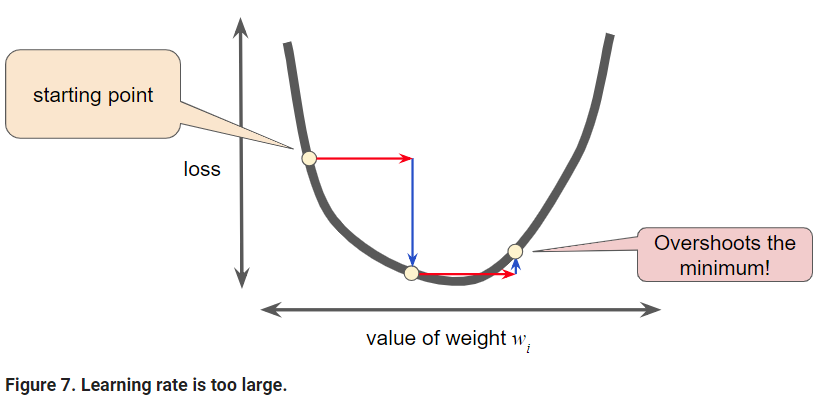 starting point
loss
Overshoots the
minimum!
value of weight wᵢ
Figure 7. Learning rate is too large.